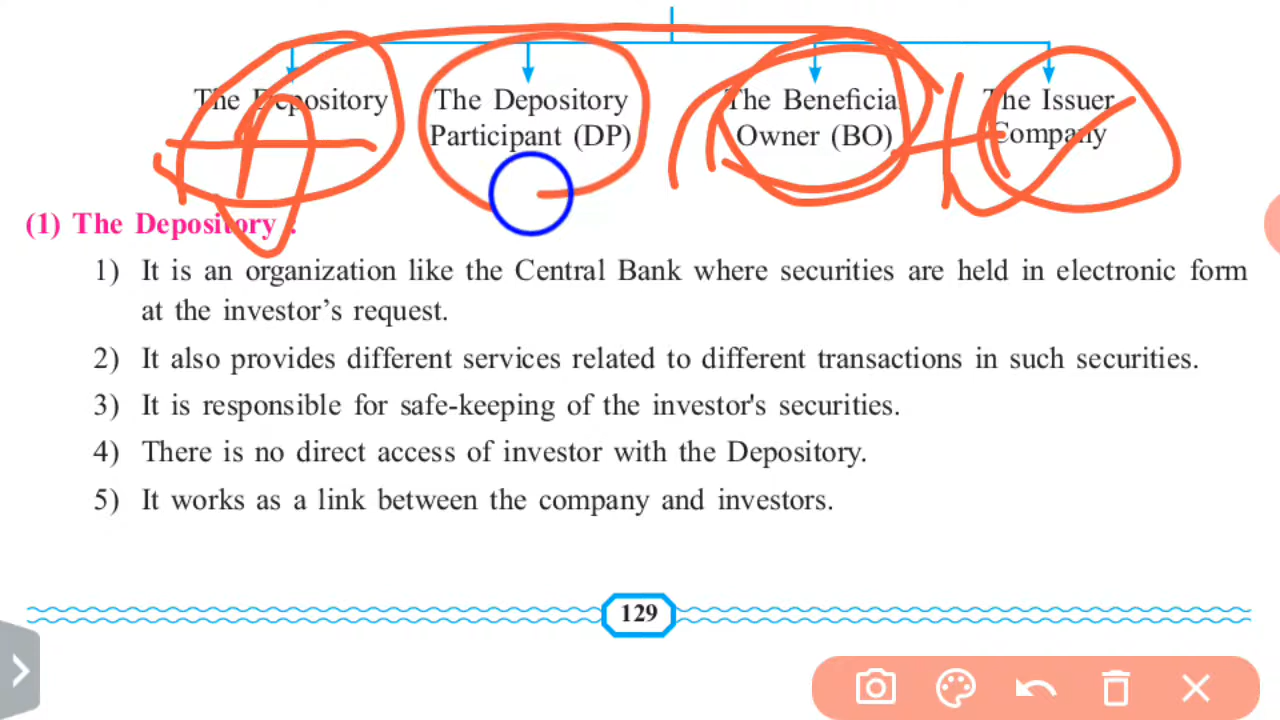 The Depository
The Depository Participant (DP)
The Beneficial Owner (BO)
The Issuer Company
(1) The Depository :
1) It is an organization like the Central Bank where securities are held in electronic form
at the investor’s request.
2) It also provides different services related to different transactions in such securities.
3) It is responsible for safe-keeping of the investor's securities.
4) There is no direct access of investor with the Depository.
5) It works as a link between the company and investors.
129